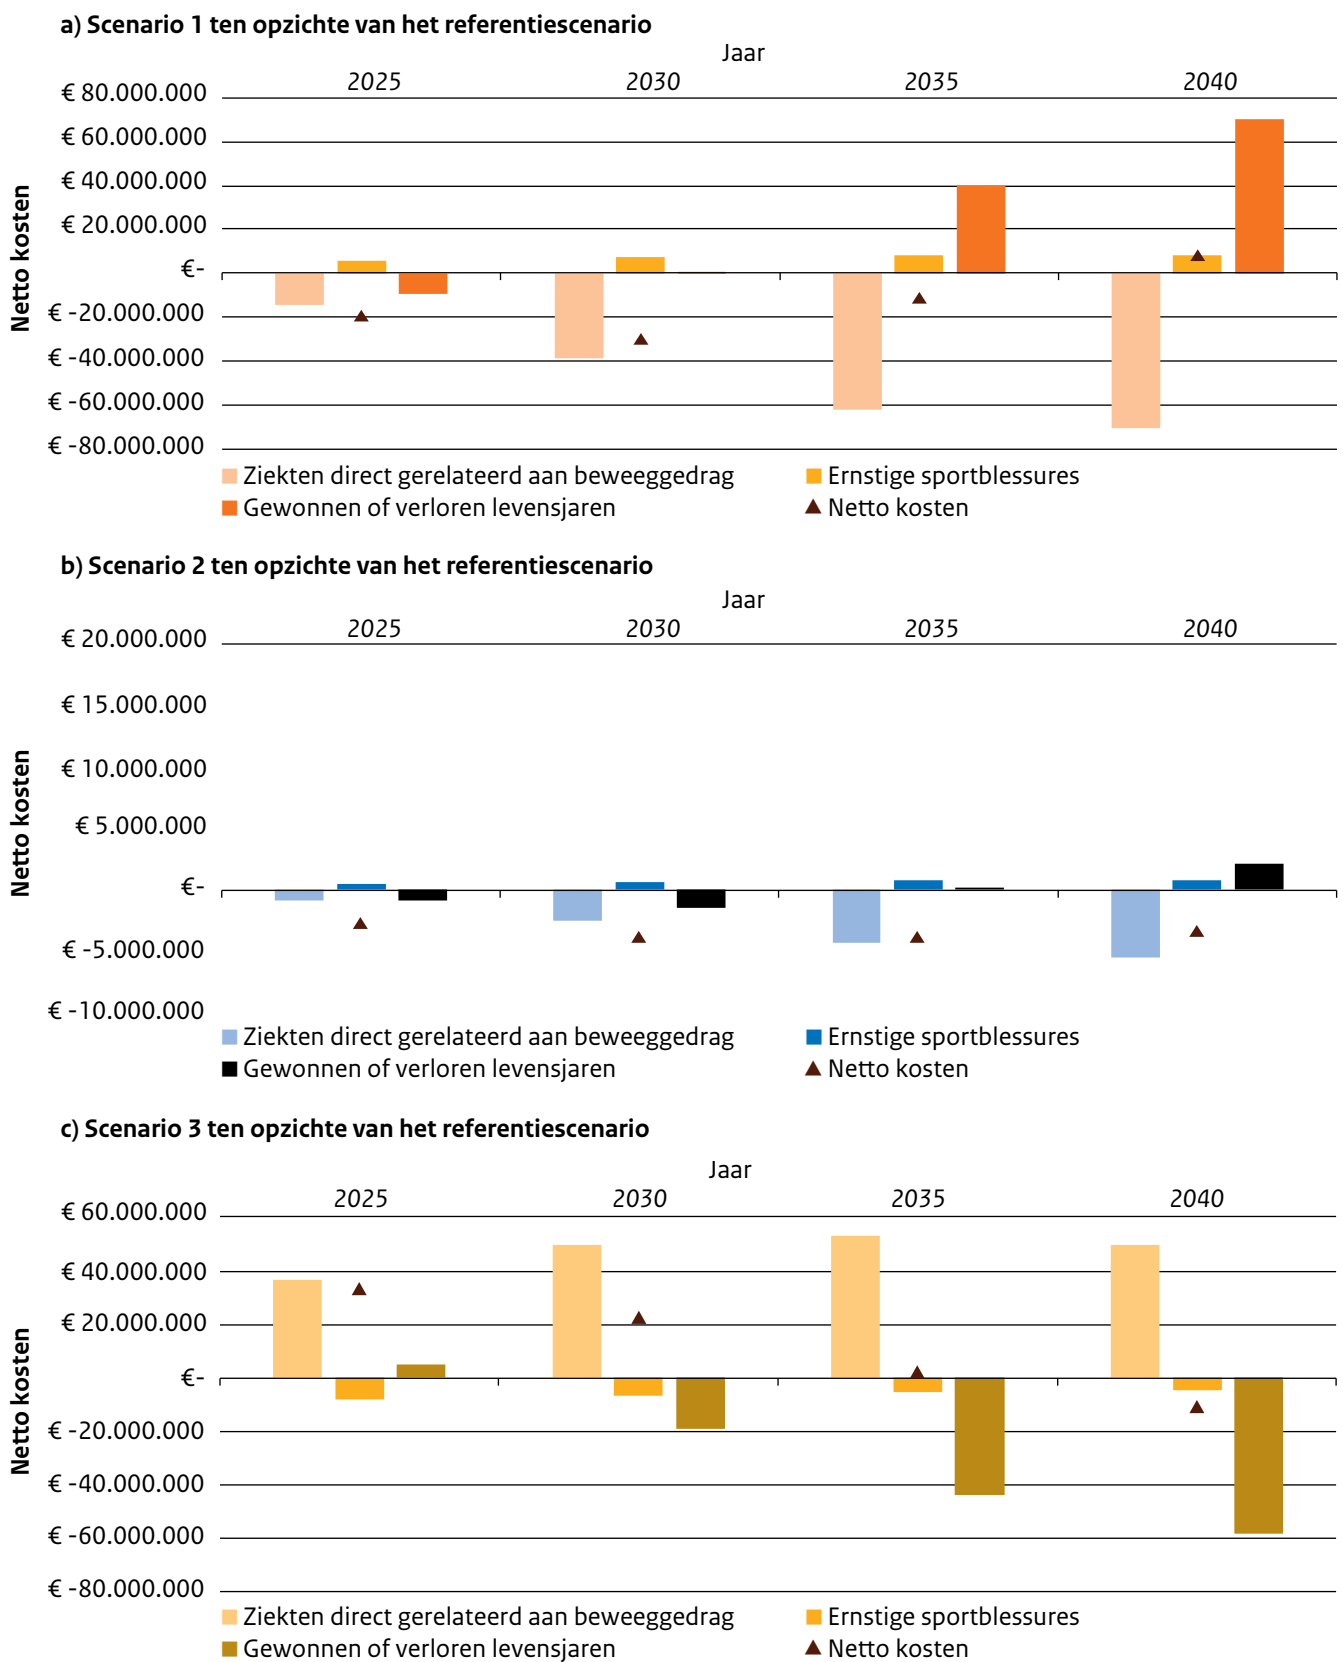 a) Scenario 1 ten opzichte van het referentiescenario
Jaar
2025 2030 2035 2040
€ 80.000.000
€ 60.000.000
€ 40.000.000
€ 20.000.000
€-
€ -20.000.000
€ -40.000.000
€ -60.000.000
€ -80.000.000
Netto kosten
Ziekten direct gerelateerd aan beweeggedrag Ernstige sportblessures
Gewonnen of verloren levensjaren Netto kosten
b) Scenario 2 ten opzichte van het referentiescenario
Jaar
2025 2030 2035 2040
€ 20.000.000
€ 15.000.000
€ 10.000.000
€ 5.000.000
€-
€ -5.000.000
€ -10.000.000
Netto kosten
Ziekten direct gerelateerd aan beweeggedrag Ernstige sportblessures
Gewonnen of verloren levensjaren Netto kosten
c) Scenario 3 ten opzichte van het referentiescenario
Jaar
2025 2030 2035 2040
€ 60.000.000
€ 40.000.000
€ 20.000.000
€-
€ -20.000.000
€ -40.000.000
€ -60.000.000
€ -80.000.000
Netto kosten
Ziekten direct gerelateerd aan beweeggedrag Ernstige sportblessures
Gewonnen of verloren levensjaren Netto kosten